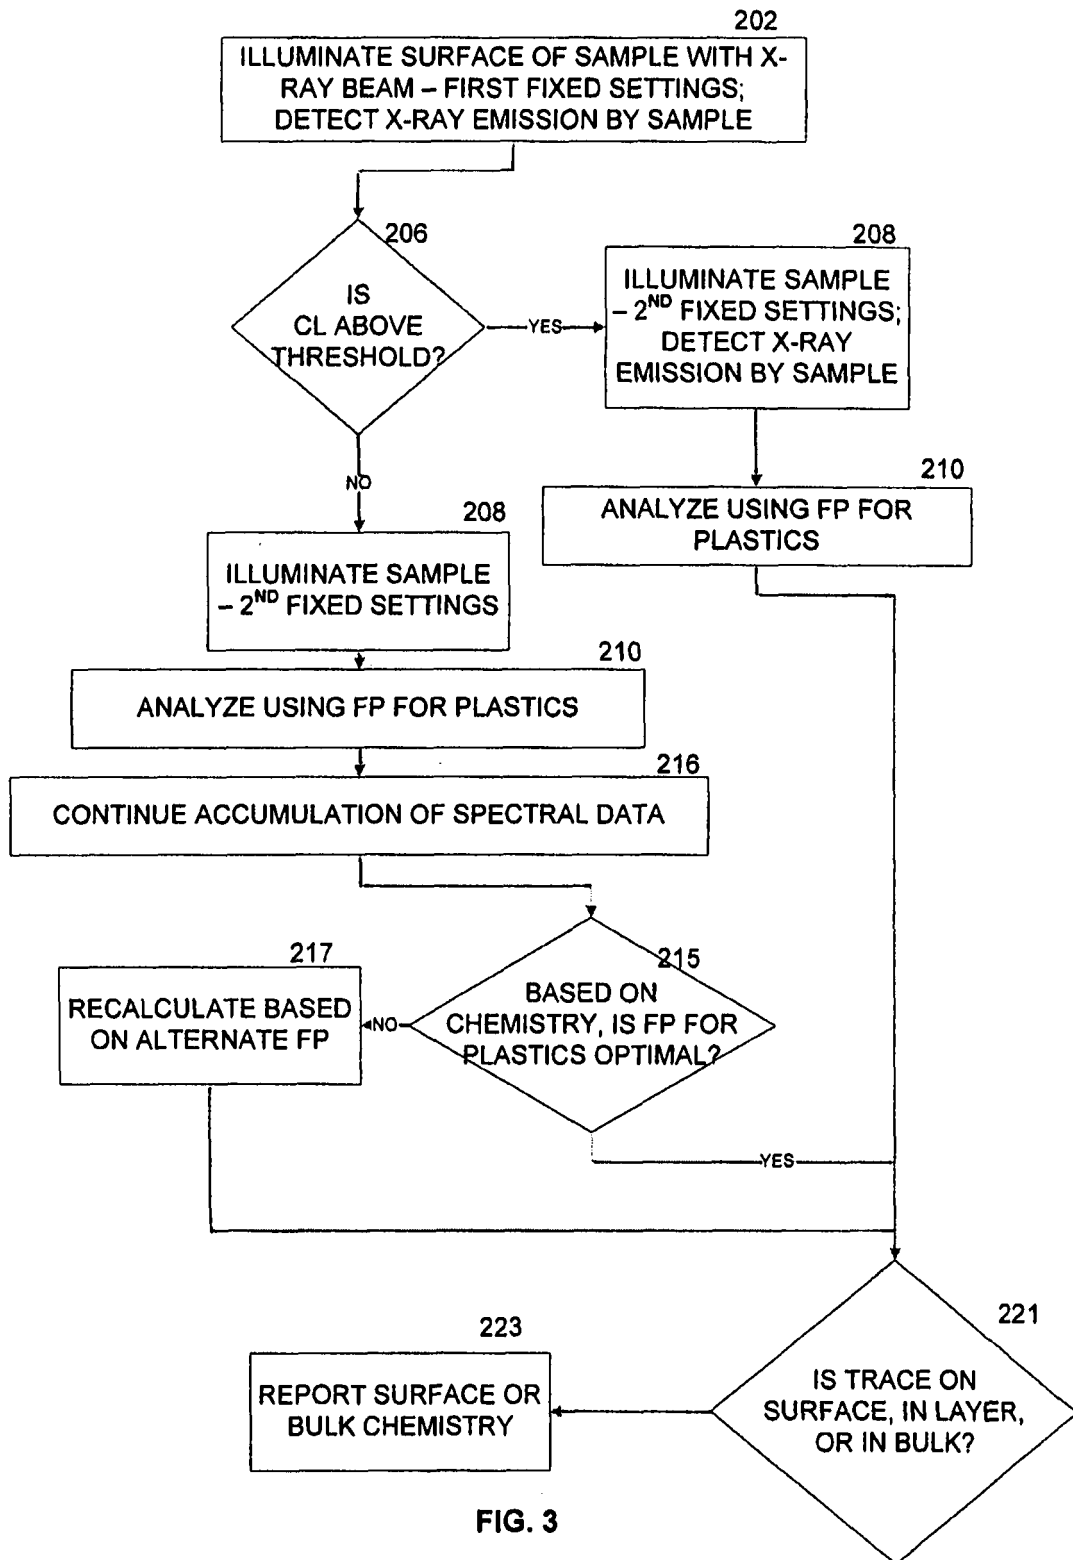 202
ILLUMINATE SURFACE OF SAMPLE WITH X-
RAY BEAM – FIRST FIXED SETTINGS;
DETECT X-RAY EMISSION BY SAMPLE
206
IS
CL ABOVE
THRESHOLD?
YES
208
ILLUMINATE SAMPLE
– 2ND FIXED SETTINGS;
DETECT X-RAY
EMISSION BY SAMPLE
210
ANALYZE USING FP FOR
PLASTICS
NO
208
ILLUMINATE SAMPLE
– 2ND FIXED SETTINGS
210
ANALYZE USING FP FOR PLASTICS
216
CONTINUE ACCUMULATION OF SPECTRAL DATA
215
BASED ON
CHEMISTRY, IS FP FOR
PLASTICS OPTIMAL?
NO
217
RECALCULATE BASED
ON ALTERNATE FP
YES
221
IS TRACE ON
SURFACE, IN LAYER,
OR IN BULK?
223
REPORT SURFACE OR
BULK CHEMISTRY
FIG. 3